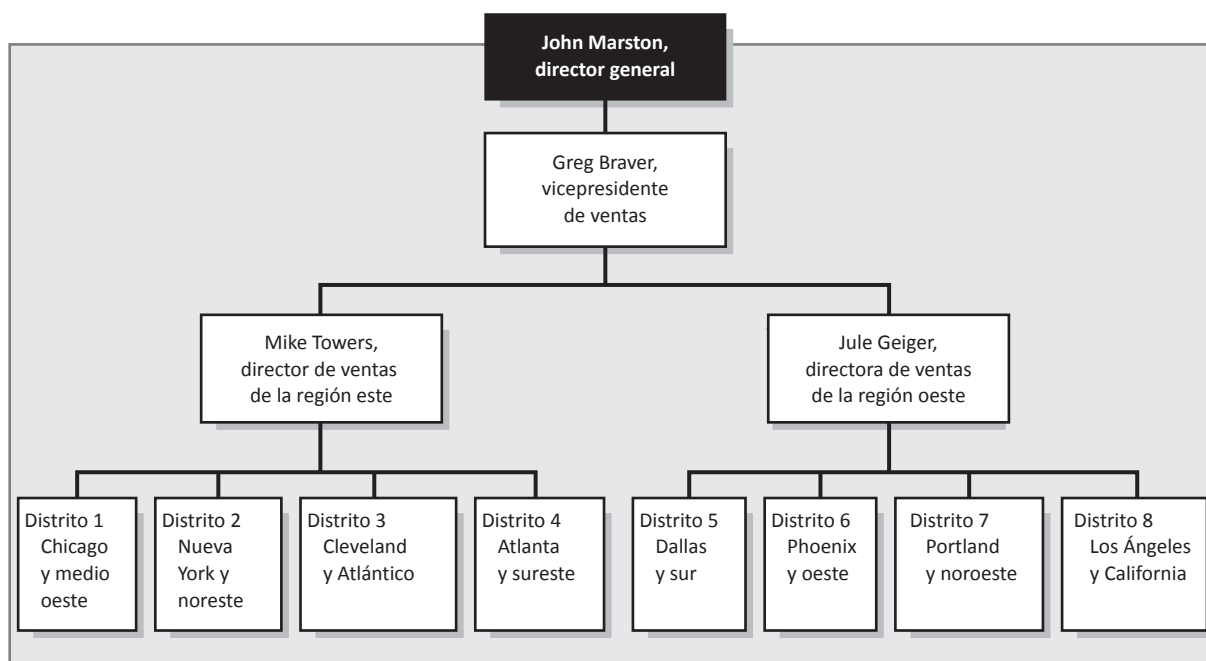 John Marston,
director general
Greg Braver,
vicepresidente
de ventas
Mike Towers,
director de ventas
de la región este
Jule Geiger,
directora de ventas
de la región oeste
Distrito 1
Chicago
y medio
oeste
Distrito 2
Nueva
York y
noreste
Distrito 3
Cleveland
y Atlántico
Distrito 4
Atlanta
y sureste
Distrito 5
Dallas
y sur
Distrito 6
Phoenix
y oeste
Distrito 7
Portland
y noroeste
Distrito 8
Los Ángeles
y California